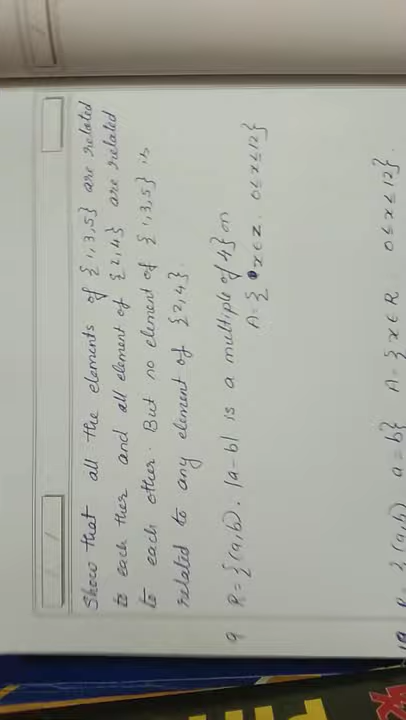 Show that all the elements of {1,3,5} are related
to each ther and all element of {2,4} are related
to each other. But no element of {1,3,5} is
related to any element of {2,4}.
9 R = {(a,b). |a-b| is a multiple of 4} on
A = { x ∈ Z. 0≤x≤12}
R = {(a,b) a = b} A = { x ∈ R 0≤x≤12}.